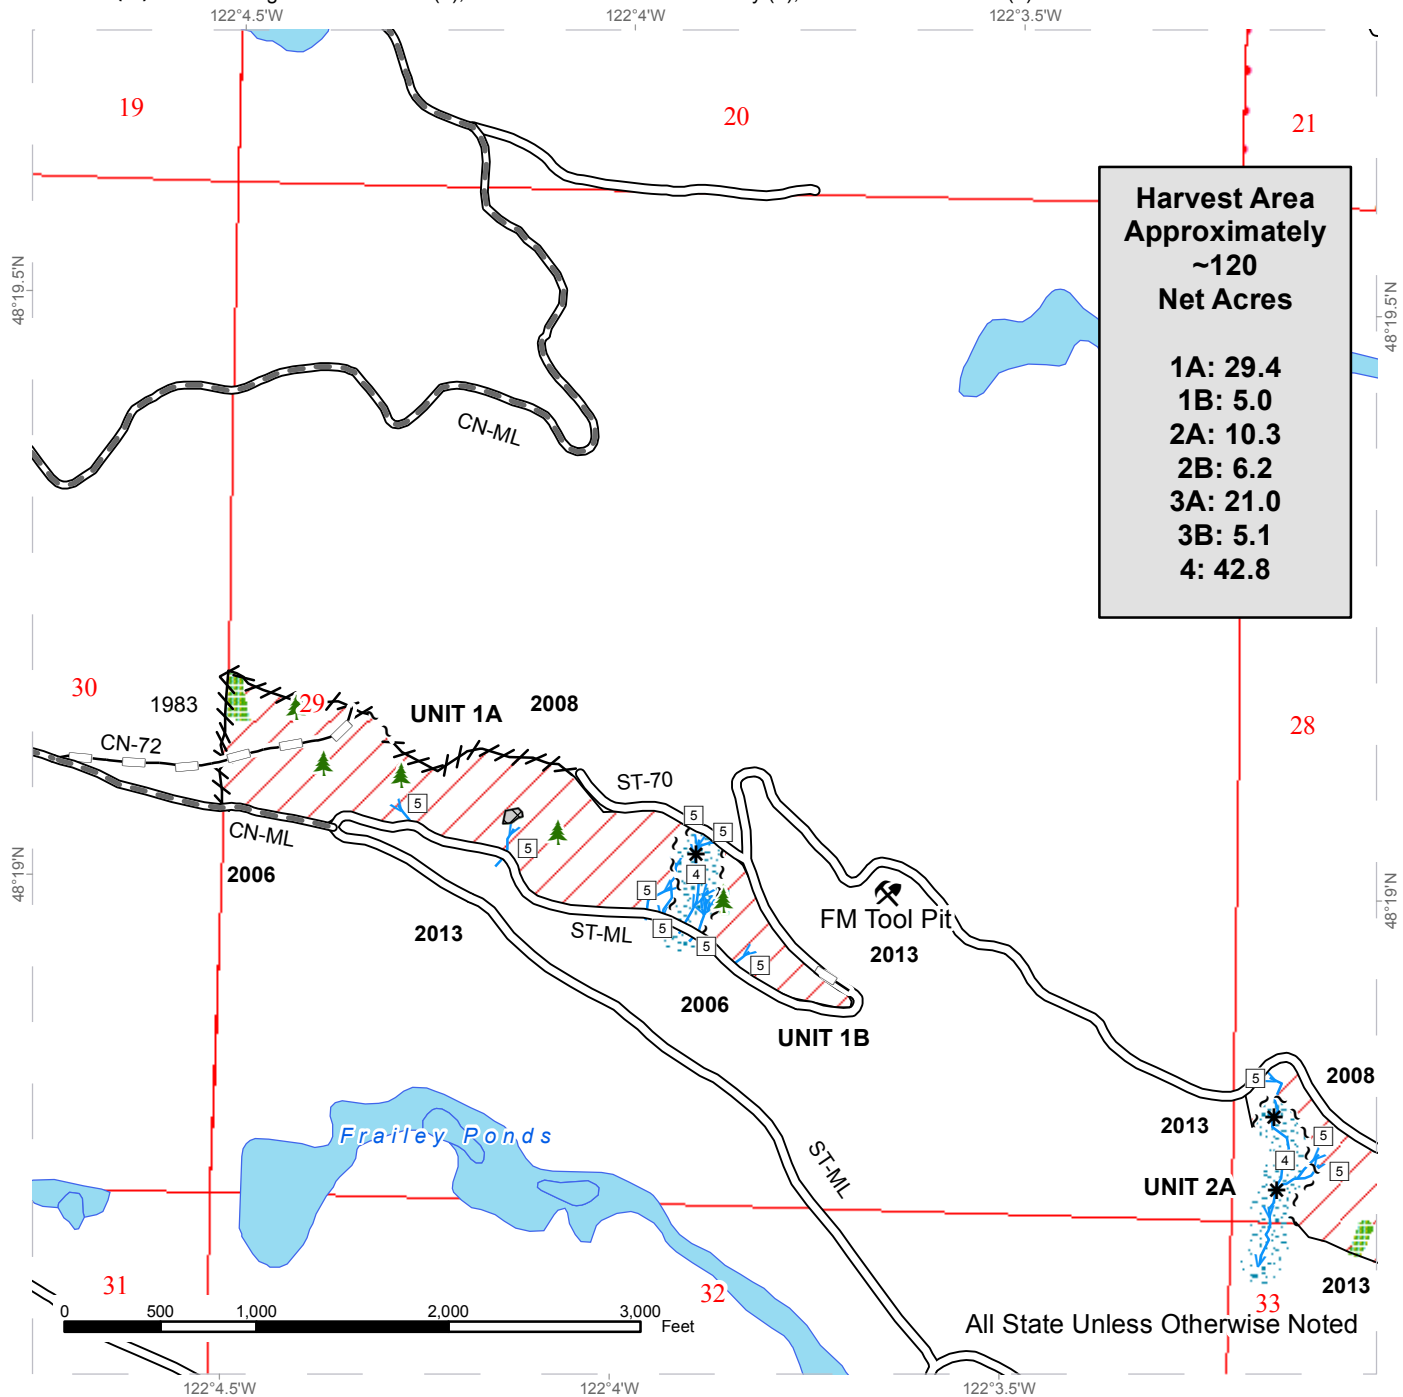 122°4.5'W
122°4'W
122°3.5'W
19
20
21
Harvest Area
Approximately
~120
Net Acres
1A: 29.4
1B: 5.0
2A: 10.3
2B: 6.2
3A: 21.0
3B: 5.1
4: 42.8
48°19.5'N
48°19.5'N
CN-ML
30
1983
29
UNIT 1A
2008
28
CN-72
ST-70
CN-ML
5
5
5
5
4
5
5
5
5
2006
48°19'N
48°19'N
FM Tool Pit
2013
ST-ML
2013
2006
UNIT 1B
5
2008
2013
5
4
5
UNIT 2A
Frailey Ponds
ST-ML
31
32
33
2013
0
500
1,000
2,000
3,000
Feet
All State Unless Otherwise Noted
122°4.5'W
122°4'W
122°3.5'W